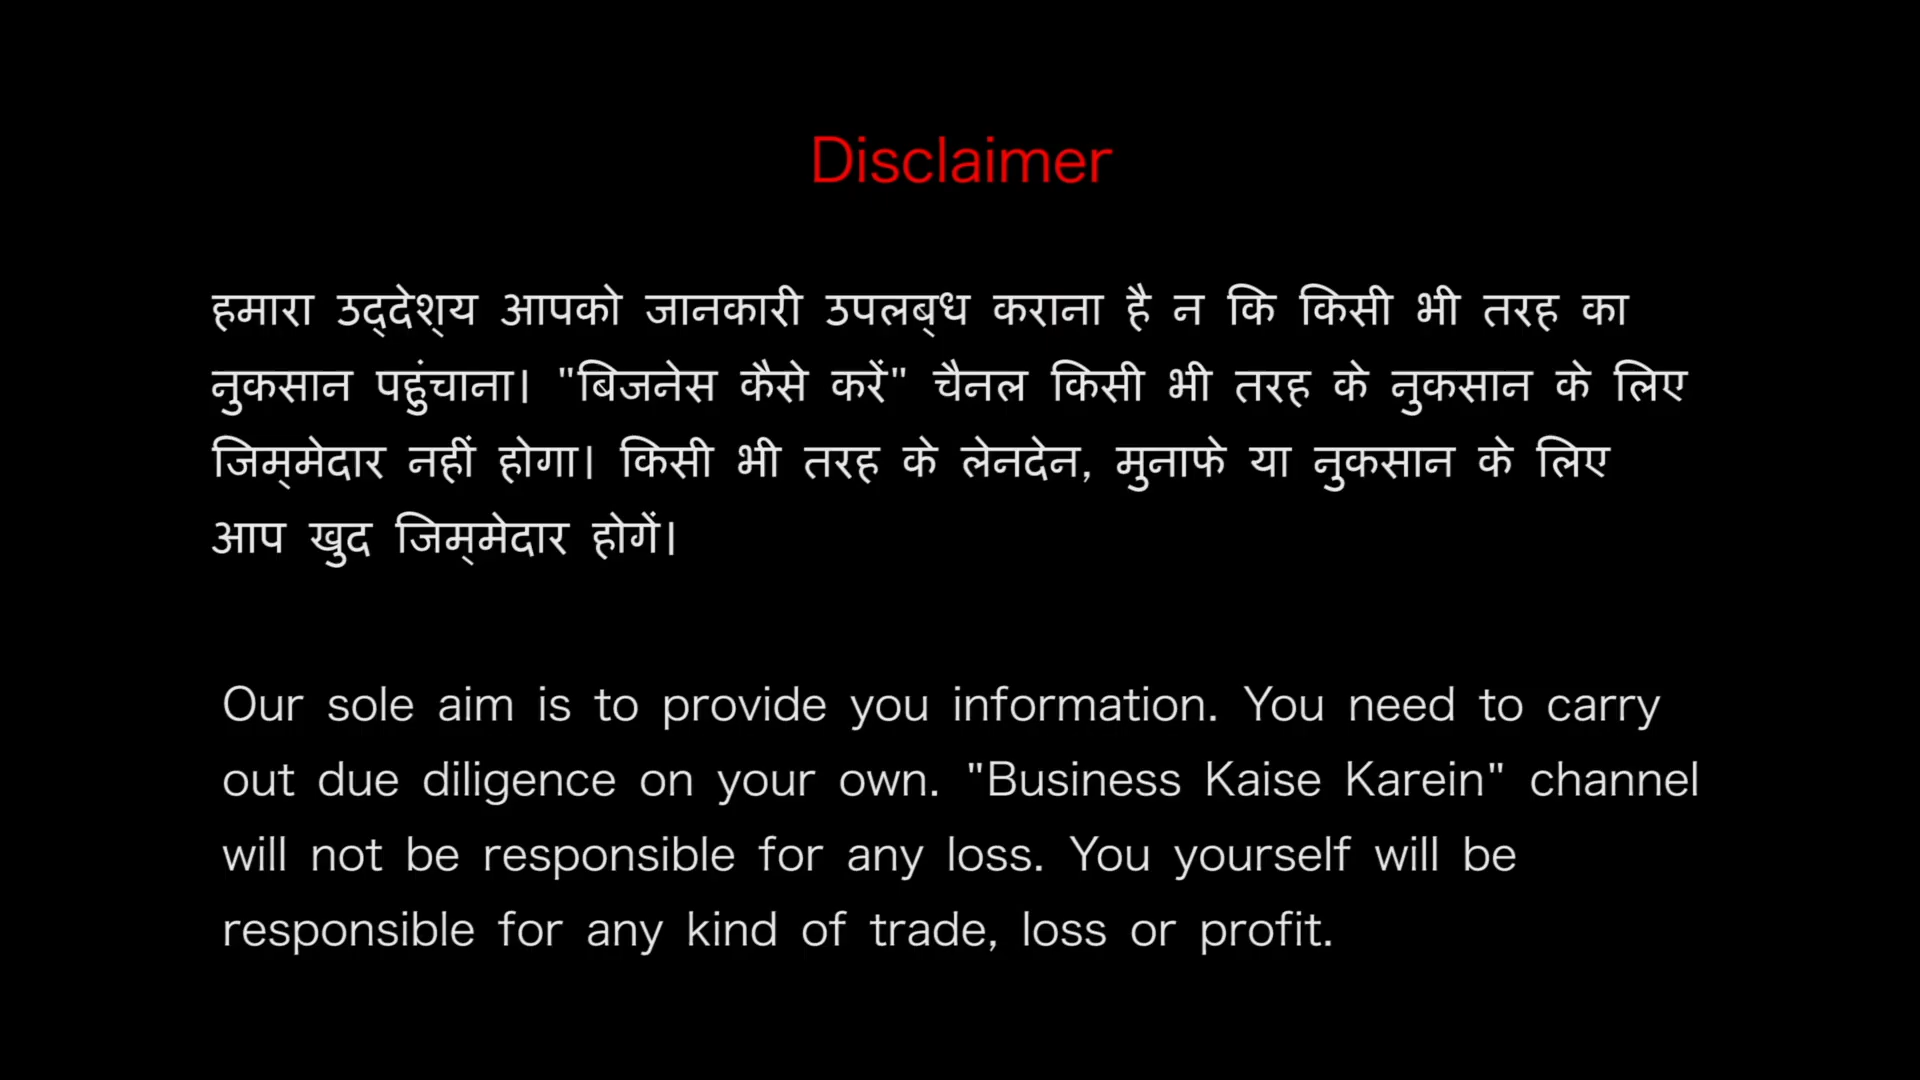 Disclaimer
हमारा उद्देश्य आपको जानकारी उपलब्ध कराना है न कि किसी भी तरह का
नुकसान पहुंचाना। "बिजनेस कैसे करें" चैनल किसी भी तरह के नुकसान के लिए
जिम्मेदार नहीं होगा। किसी भी तरह के लेनदेन, मुनाफे या नुकसान के लिए
आप खुद जिम्मेदार होगें।
Our sole aim is to provide you information. You need to carry
out due diligence on your own. "Business Kaise Karein" channel
will not be responsible for any loss. You yourself will be
responsible for any kind of trade, loss or profit.